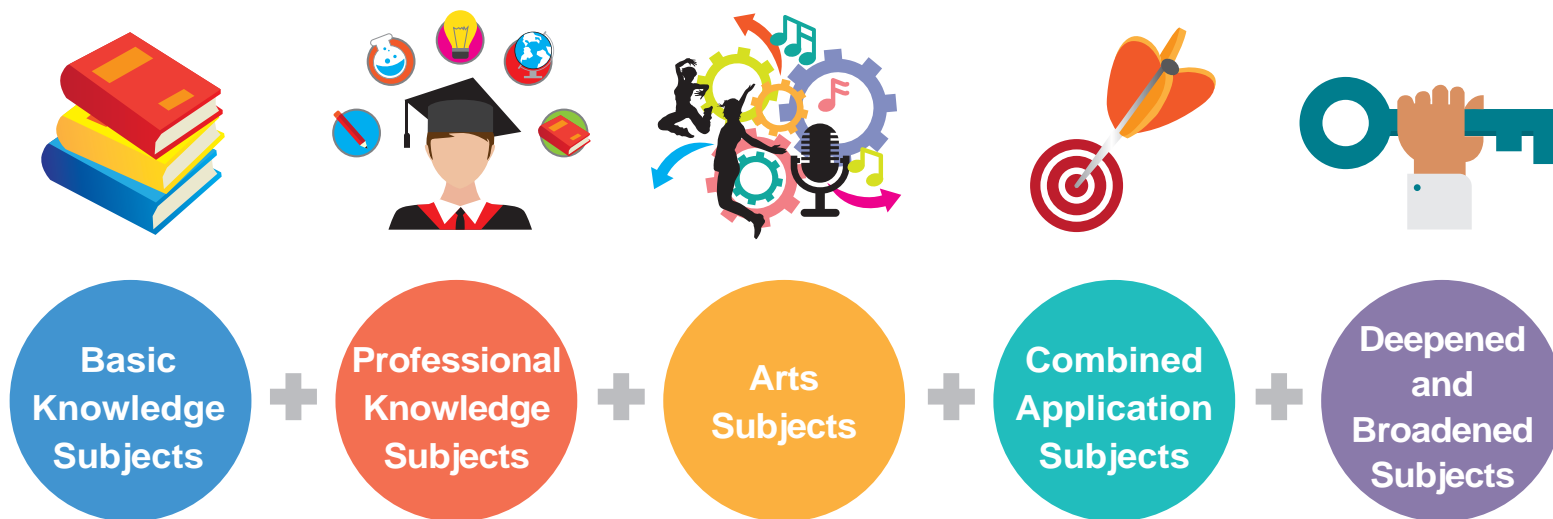 Basic
Knowledge
Subjects
Professional
Knowledge
Subjects
Arts
Subjects
Combined
Application
Subjects
Deepened
and
Broadened
Subjects